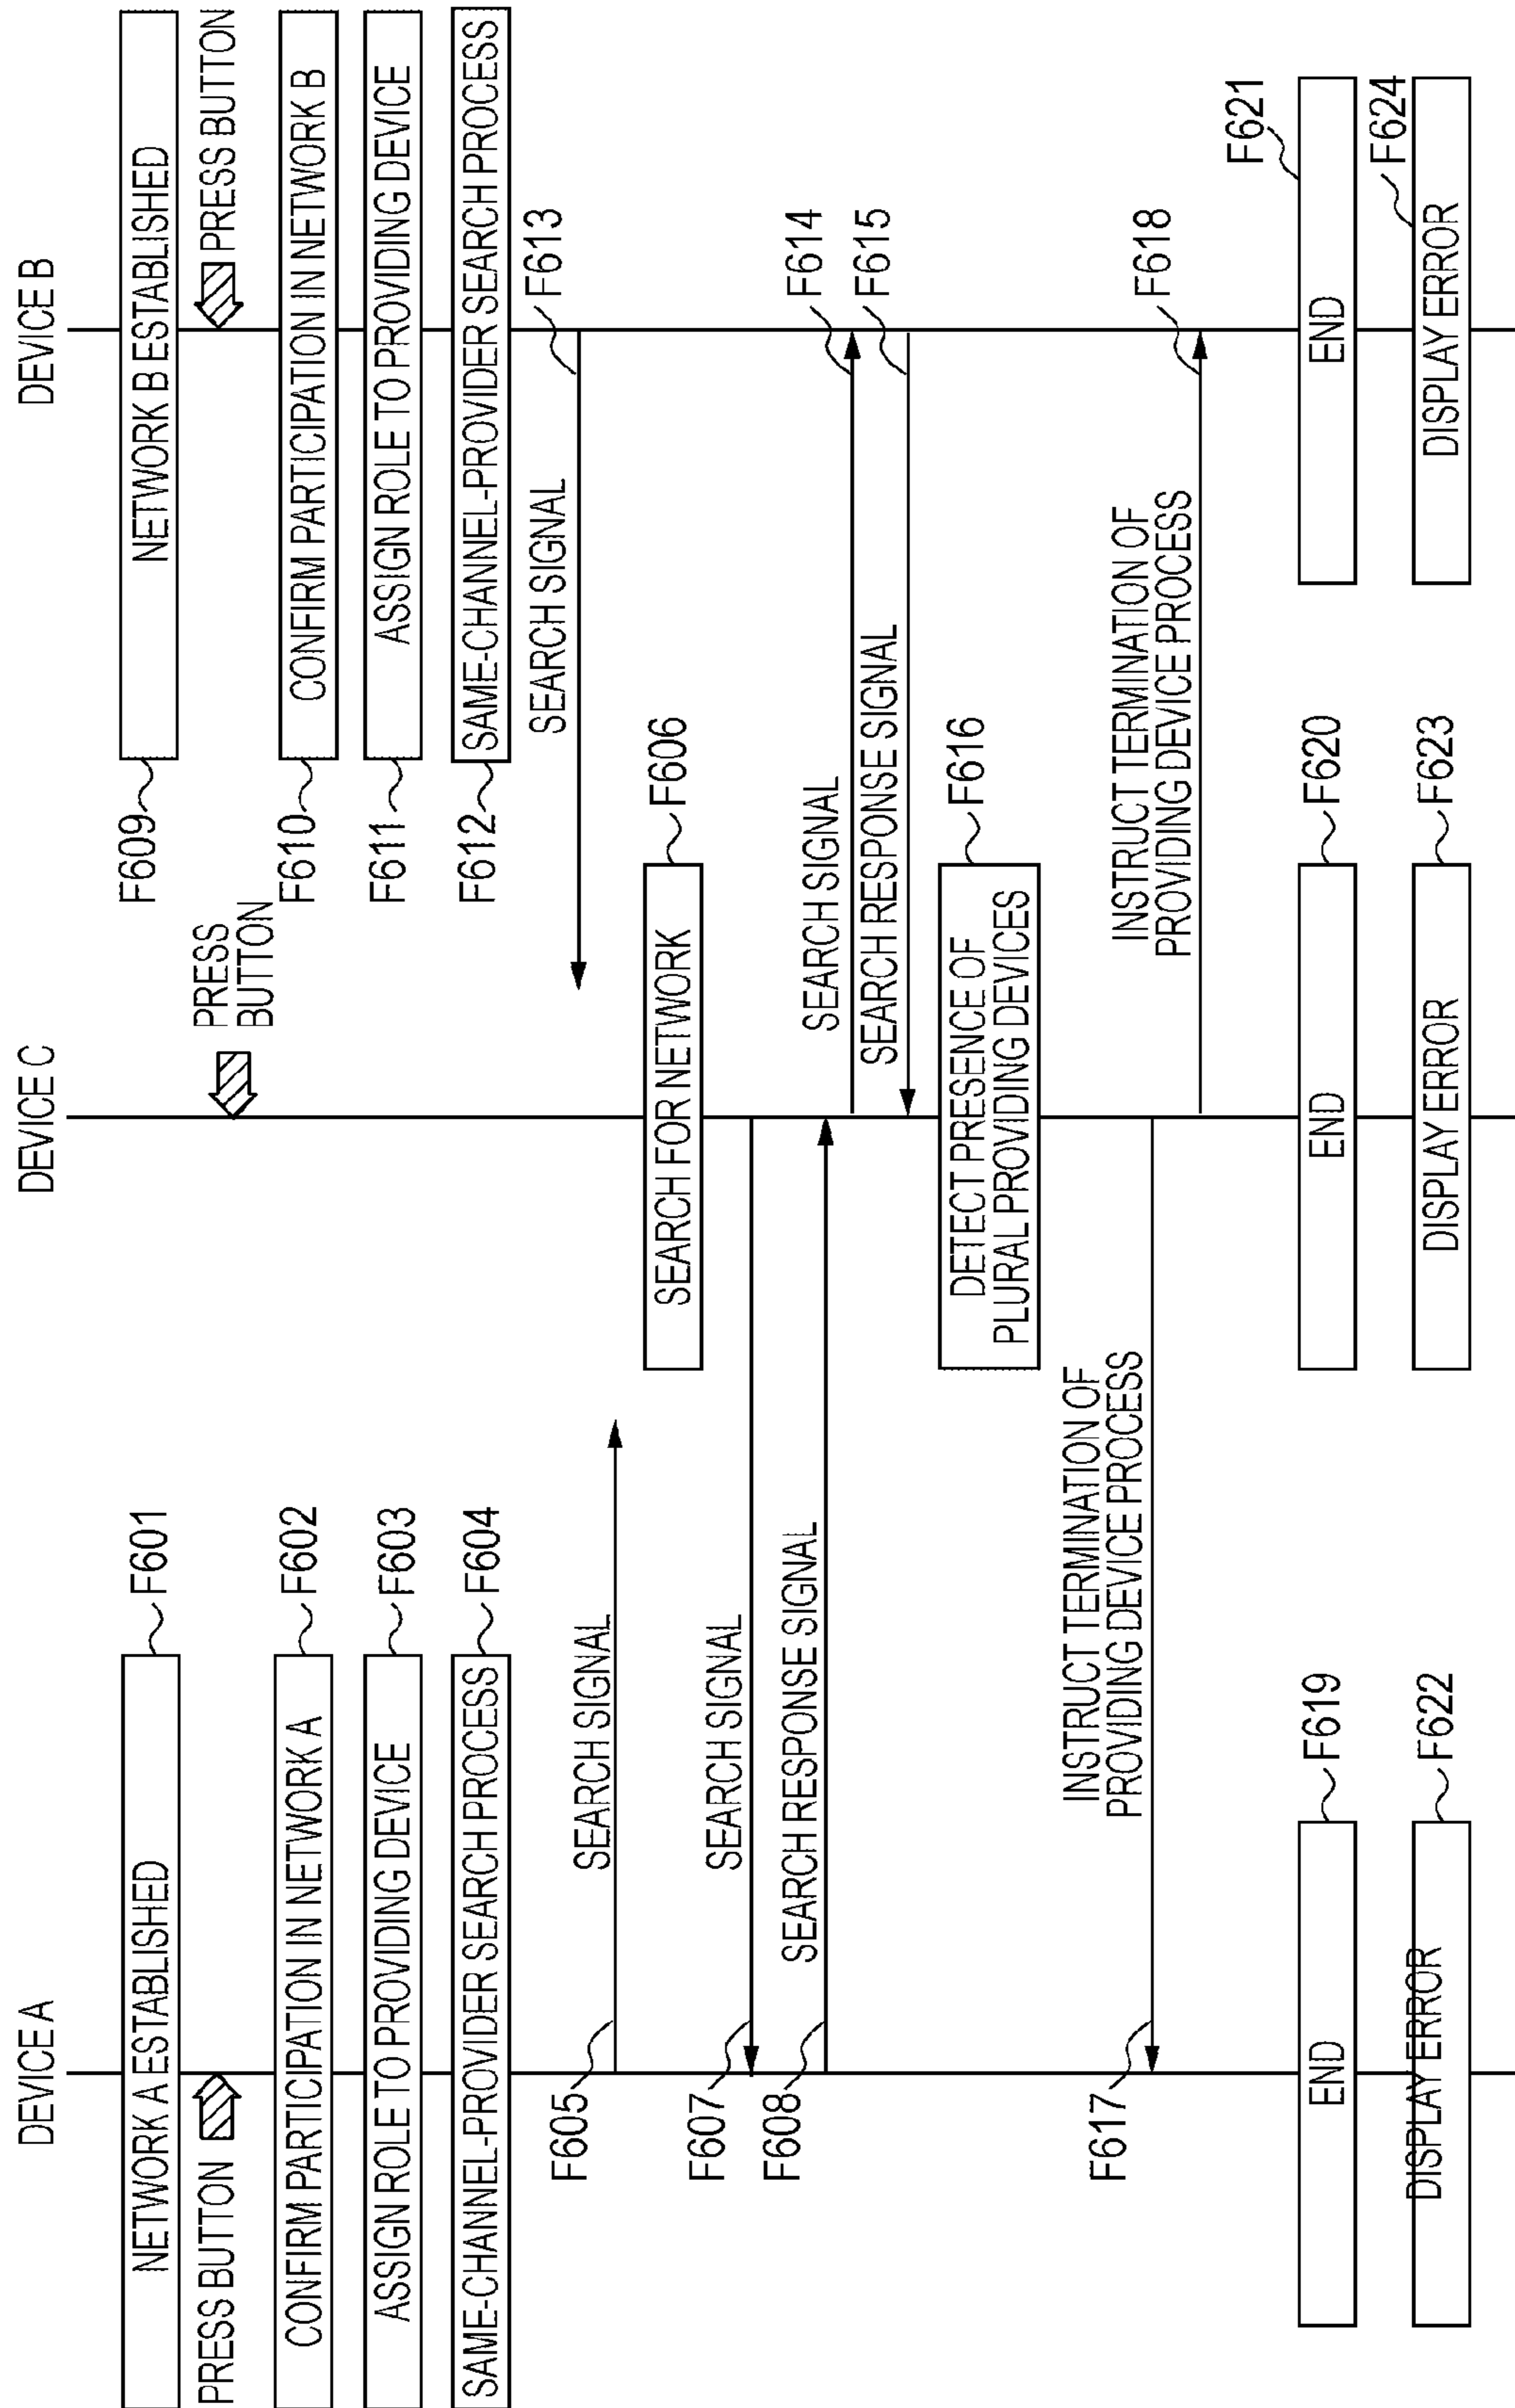 DEVICE A
DEVICE C
DEVICE B
NETWORK A ESTABLISHED
F601
F609
NETWORK B ESTABLISHED
PRESS BUTTON
PRESS
BUTTON
PRESS BUTTON
CONFIRM PARTICIPATION IN NETWORK A
F602
F610
CONFIRM PARTICIPATION IN NETWORK B
ASSIGN ROLE TO PROVIDING DEVICE
F603
F611
ASSIGN ROLE TO PROVIDING DEVICE
SAME-CHANNEL-PROVIDER SEARCH PROCESS
F604
F612
SAME-CHANNEL-PROVIDER SEARCH PROCESS
SEARCH SIGNAL
F613
F605
SEARCH SIGNAL
SEARCH FOR NETWORK
F606
F607
SEARCH SIGNAL
F608
SEARCH RESPONSE SIGNAL
SEARCH SIGNAL
F614
SEARCH RESPONSE SIGNAL
F615
DETECT PRESENCE OF
PLURAL PROVIDING DEVICES
F616
F617
INSTRUCT TERMINATION OF
PROVIDING DEVICE PROCESS
INSTRUCT TERMINATION OF
PROVIDING DEVICE PROCESS
F618
END
F619
END
F620
END
F621
DISPLAY ERROR
F622
DISPLAY ERROR
F623
DISPLAY ERROR
F624